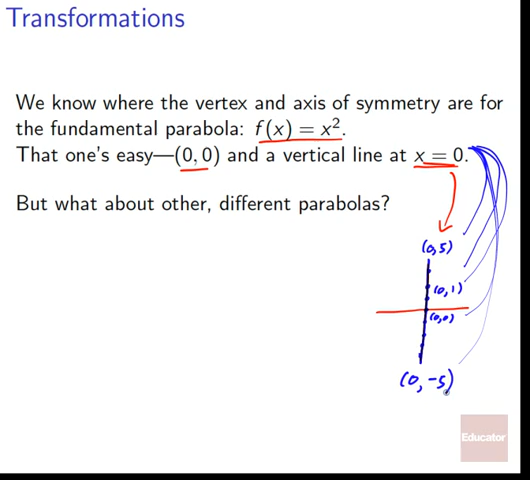 Transformations
We know where the vertex and axis of symmetry are for
the fundamental parabola: f(x) = x².
That one's easy—(0, 0) and a vertical line at x = 0.
But what about other, different parabolas?
(0,5)
(0,1)
(0,0)
(0,-5)
Educator